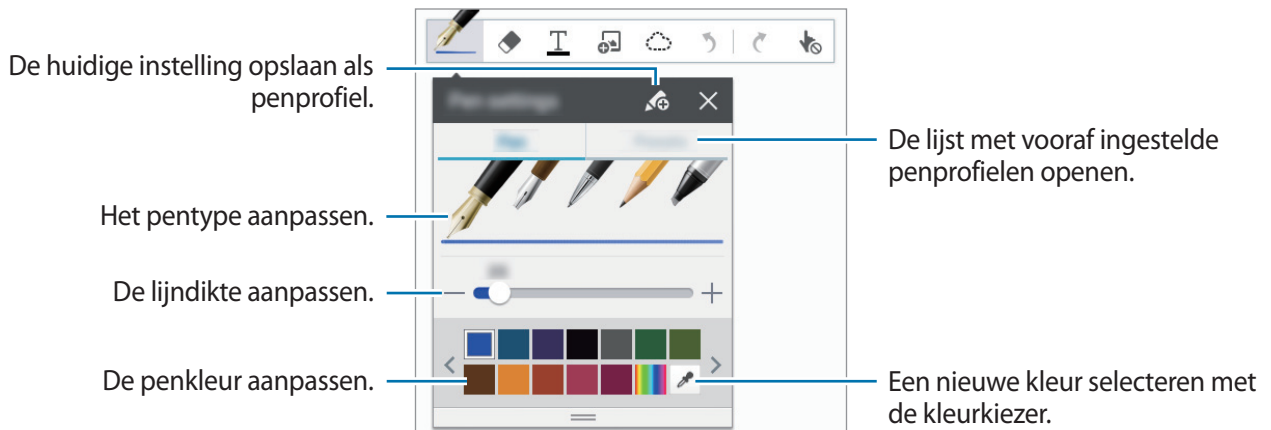 De huidige instelling opslaan als
penprofiel.
T
De lijst met vooraf ingestelde
penprofielen openen.
Het pentype aanpassen.
De lijndikte aanpassen.
De penkleur aanpassen.
Een nieuwe kleur selecteren met
de kleurkiezer.